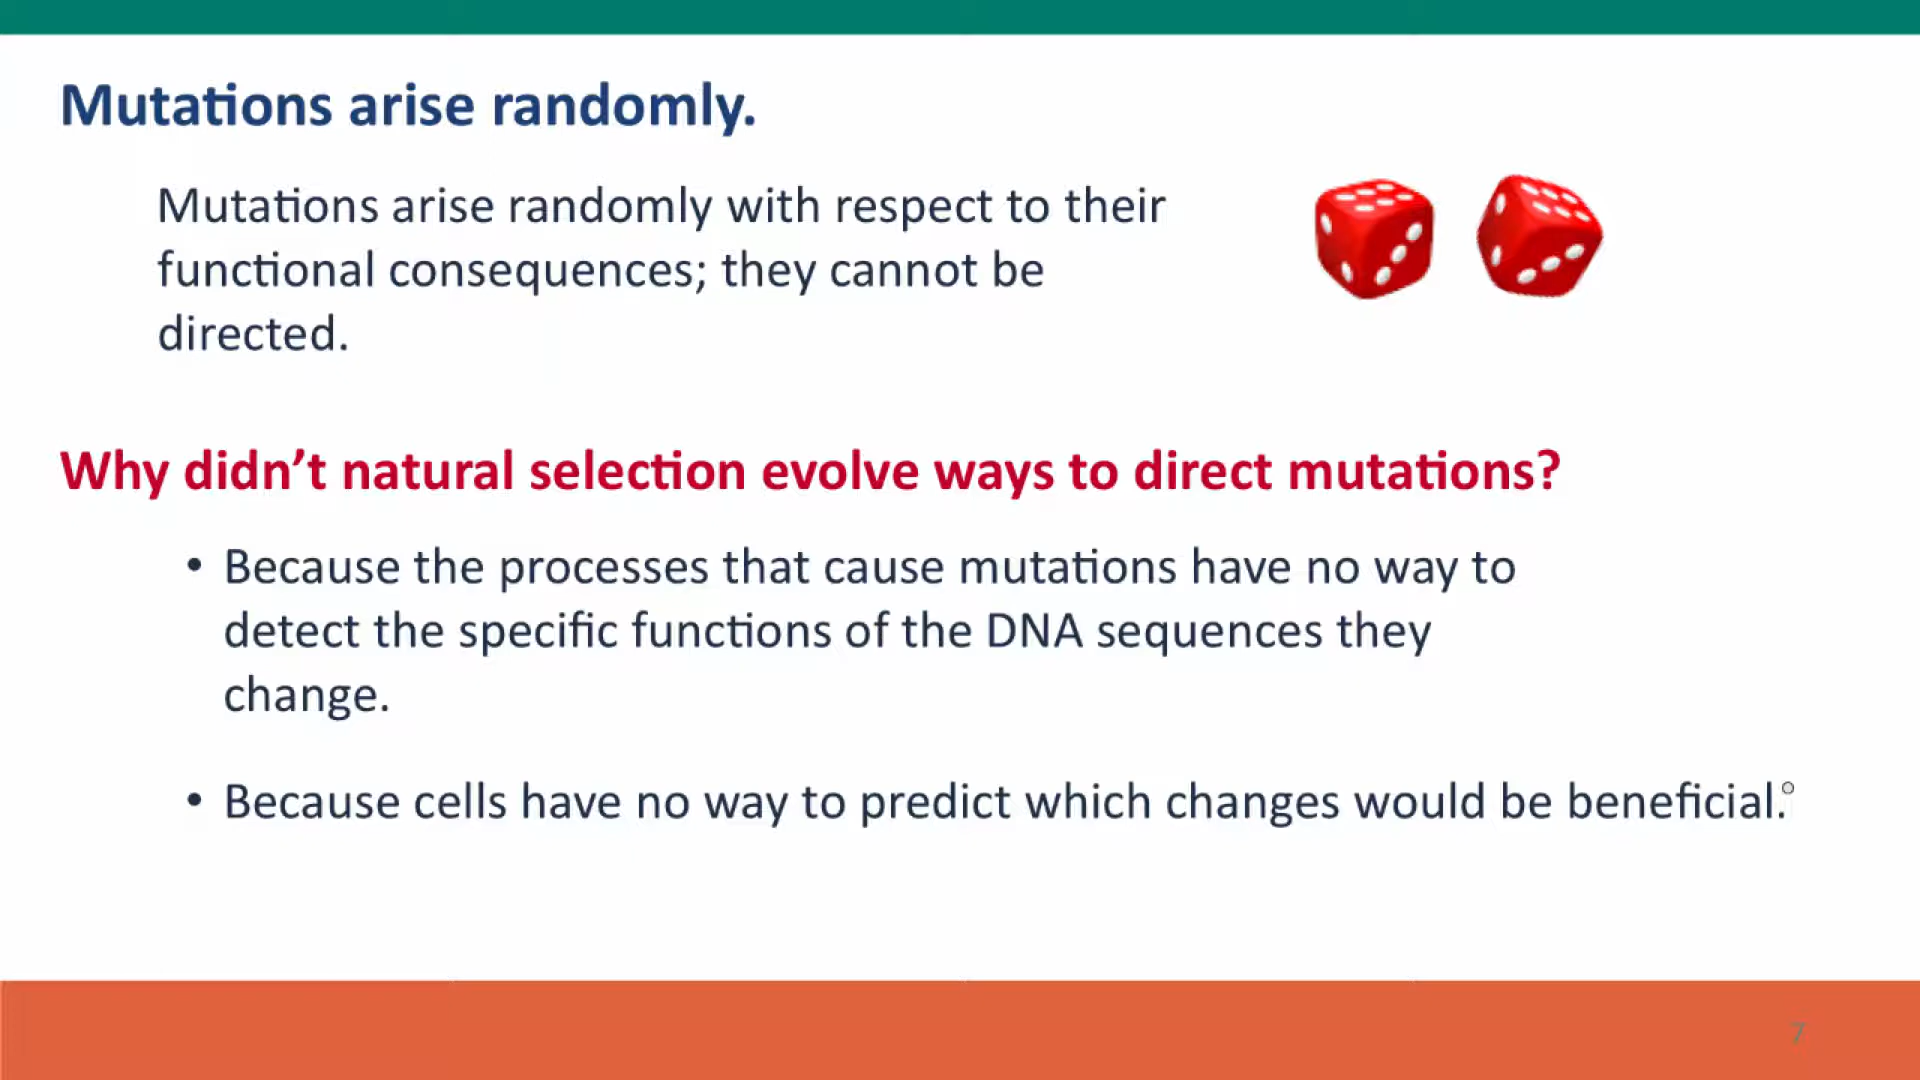 Mutations arise randomly.
Mutations arise randomly with respect to their
functional consequences; they cannot be
directed.
Why didn’t natural selection evolve ways to direct mutations?
• Because the processes that cause mutations have no way to
detect the specific functions of the DNA sequences they
change.
• Because cells have no way to predict which changes would be beneficial.
7